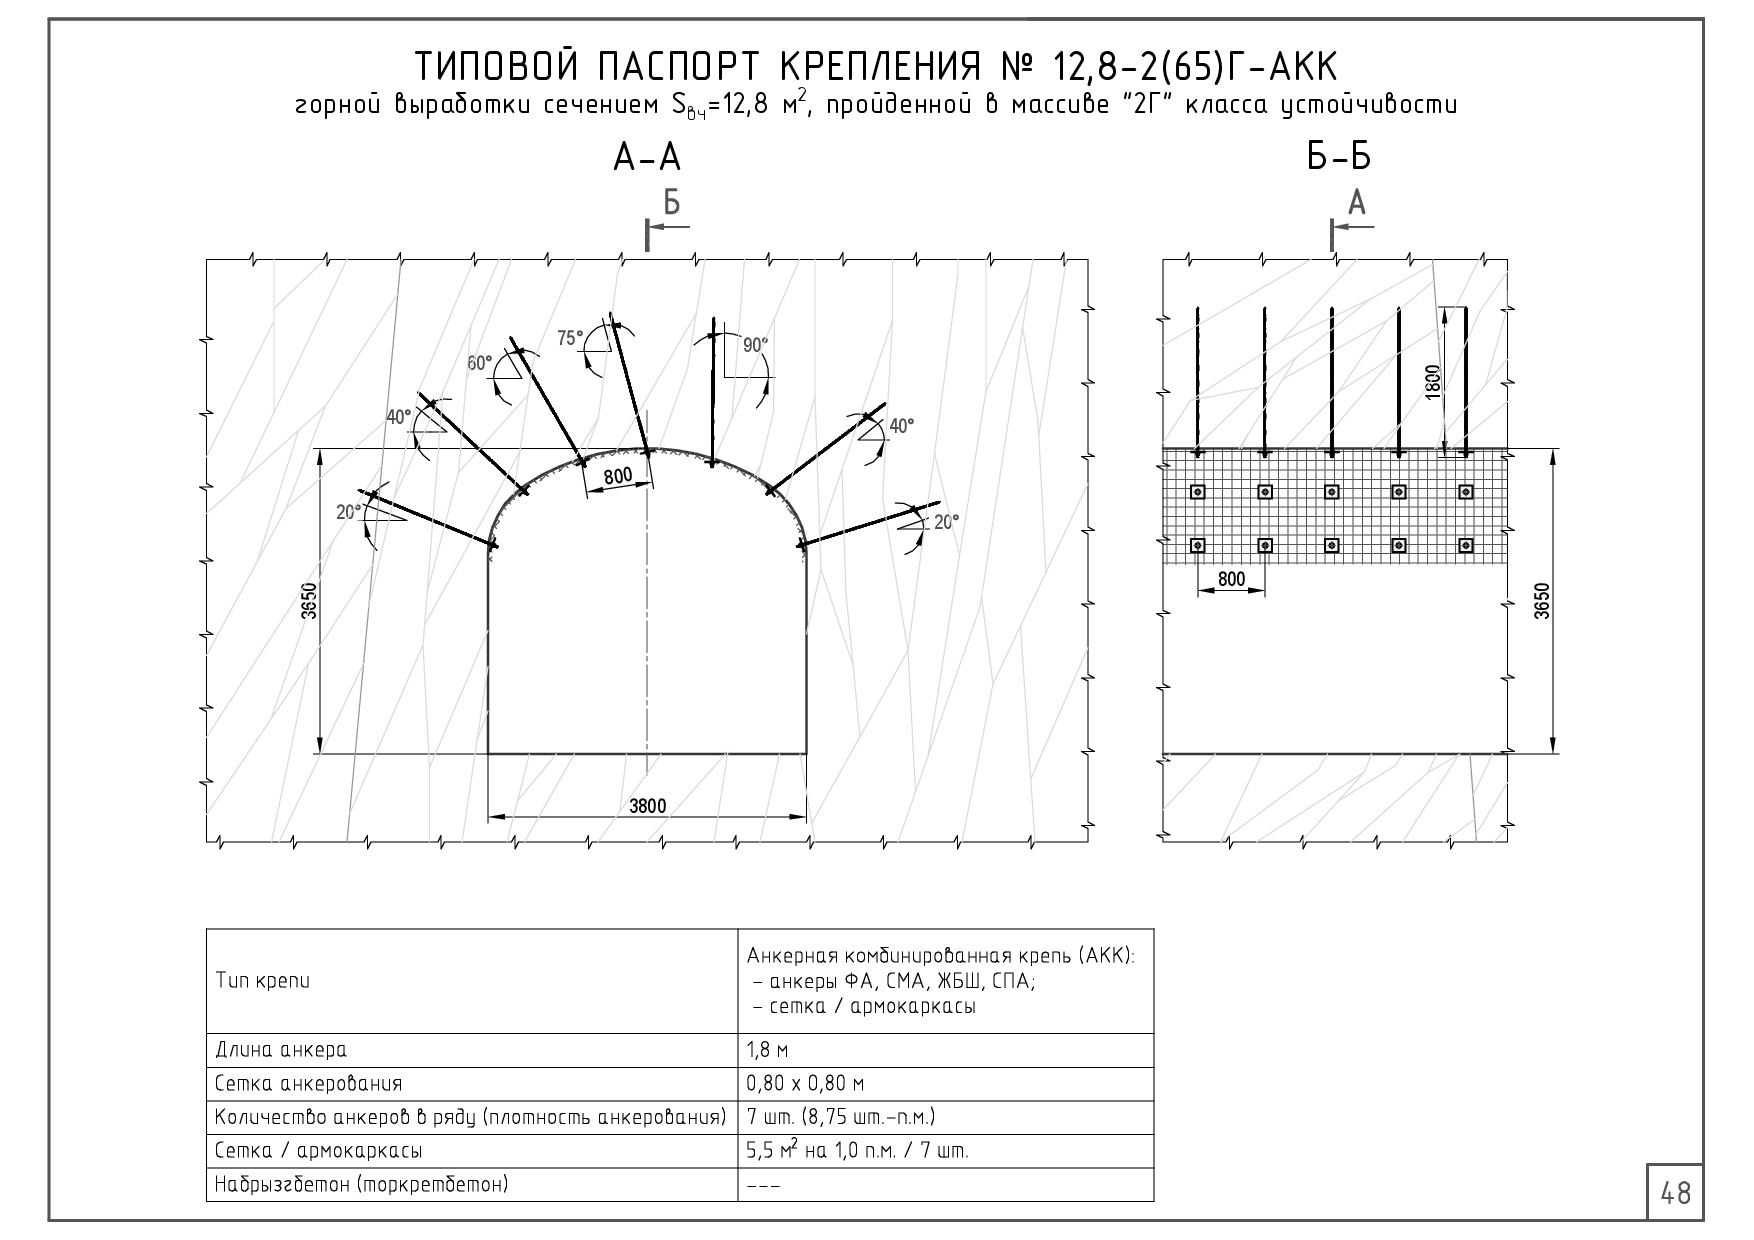 ТИПОВОЙ ПАСПОРТ КРЕПЛЕНИЯ № 12,8-2(65)Г-АКК
горной выработки сечением Sвч=12,8 м², пройденной в массиве "2Г" класса устойчивости
А-А
Б-Б
Б
А
75°
90°
60°
40°
40°
20°
20°
800
3650
3800
1800
800
3650
Тип крепи
Анкерная комбинированная крепь (АКК):
- анкеры ФА, СМА, ЖБШ, СПА;
- сетка / армокаркасы
Длина анкера
1,8 м
Сетка анкерования
0,80 х 0,80 м
Количество анкеров в ряду (плотность анкерования)
7 шт. (8,75 шт.-п.м.)
Сетка / армокаркасы
5,5 м² на 1,0 п.м. / 7 шт.
Набрызгбетон (торкретбетон)
---
48